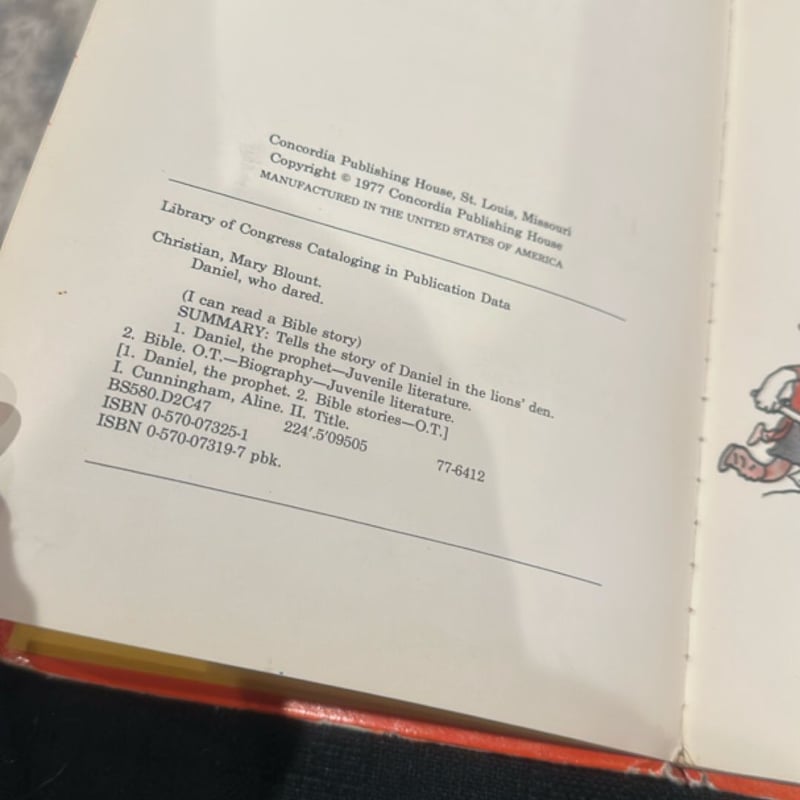 Concordia Publishing House, St. Louis, Missouri
Copyright © 1977 Concordia Publishing House
MANUFACTURED IN THE UNITED STATES OF AMERICA
Library of Congress Cataloging in Publication Data
Christian, Mary Blount.
Daniel, who dared.
(I can read a Bible story)
SUMMARY: Tells the story of Daniel in the lions' den.
1. Daniel, the prophet—Juvenile literature.
2. Bible. O.T.—Biography—Juvenile literature.
[1. Daniel, the prophet. 2. Bible stories—O.T.]
I. Cunningham, Aline. II. Title.
BS580.D2C47 224'.5'09505 77-6412
ISBN 0-570-07325-1
ISBN 0-570-07319-7 pbk.